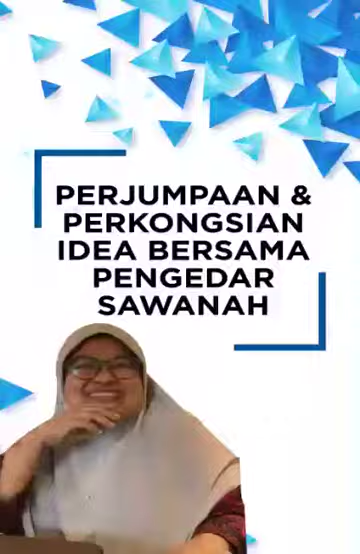 PERJUMPAAN &
PERKONGSIAN
IDEA BERSAMA
PENGEDAR
SAWANAH